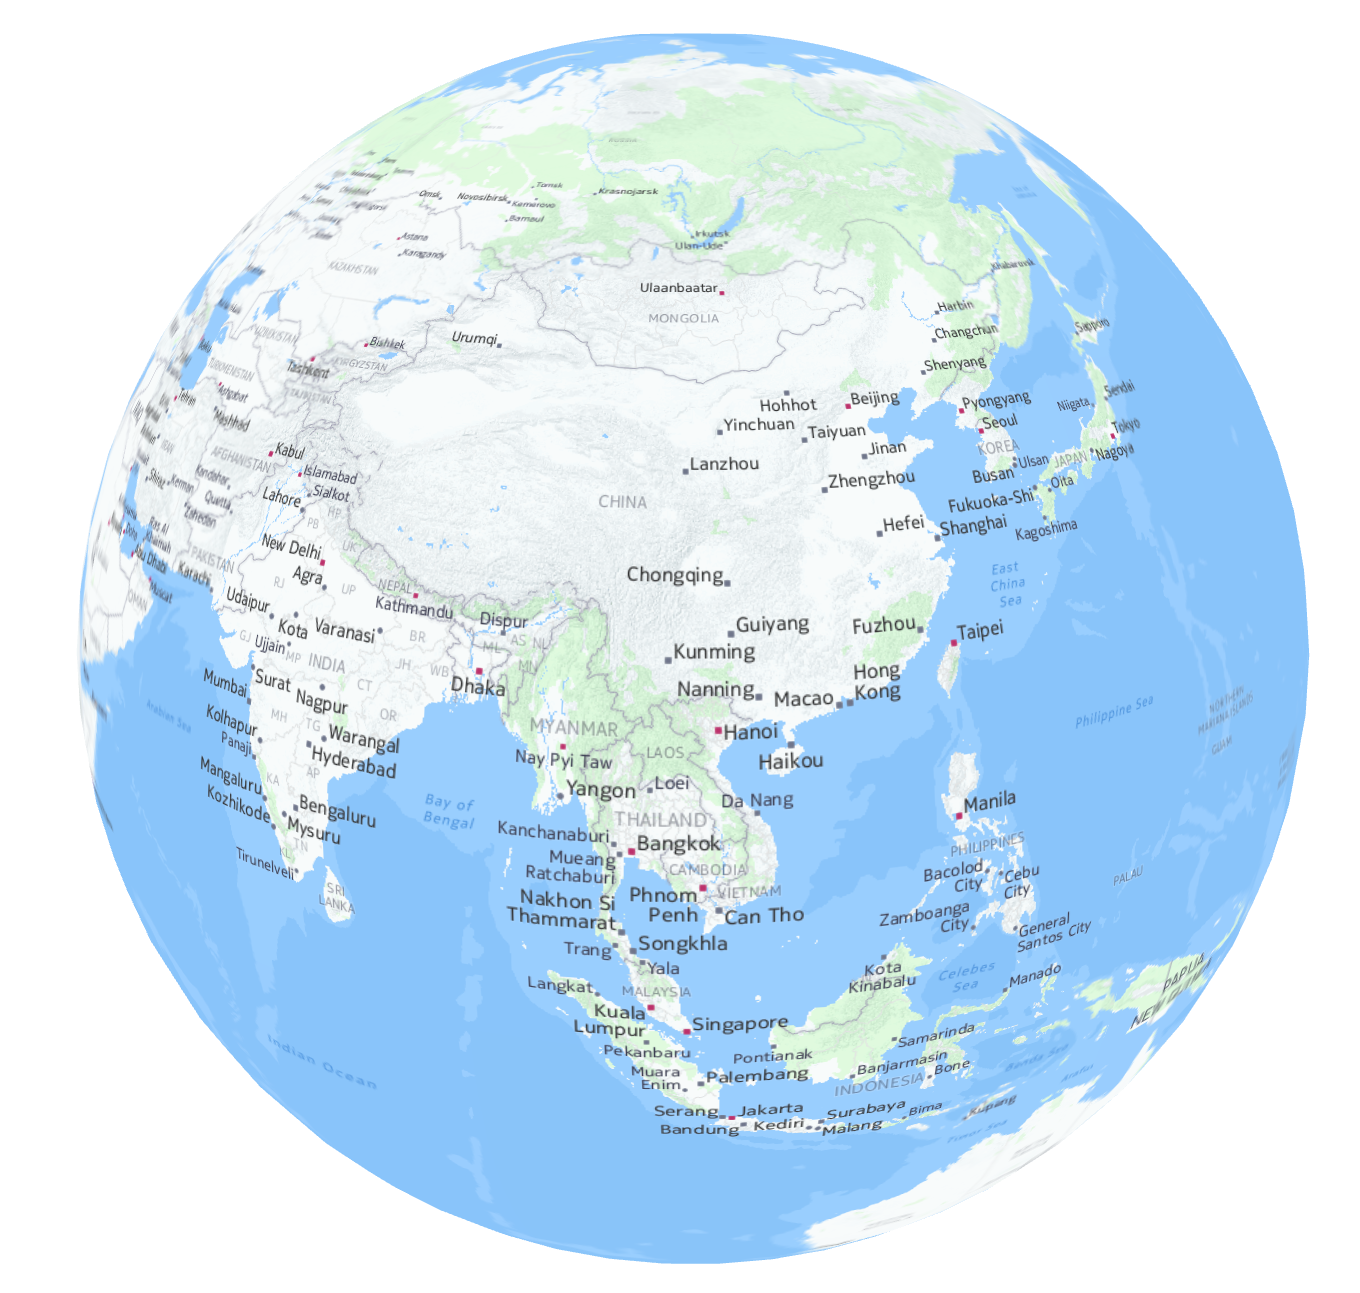 Tomsk
Omsk
Novosibirsk
Kemerovo
Krasnojarsk
Barnaul
Irkutsk
Ulan-Ude
Astana
Karagandy
KAZAKHSTAN
Khabarovsk
Ulaanbaatar
MONGOLIA
Harbin
Changchun
Sapporo
Urumqi
Bishkek
KYRGYZSTAN
UZBEKISTAN
Tashkent
TURKMENISTAN
TAJIKISTAN
Baku
Shenyang
Ashgabat
Tehran
Mashhad
Hohhot
Beijing
Pyongyang
Niigata
Sendai
Yinchuan
Taiyuan
Seoul
Tokyo
Jinan
KOREA
JAPAN
Nagoya
Kabul
AFGHANISTAN
IRAN
Islamabad
Lanzhou
Zhengzhou
Ulsan
Busan
Oita
Kandahar
Kerman
Shiraz
Quetta
Zahedan
Lahore
Sialkot
HP
PB
CHINA
Fukuoka-Shi
Hefei
Shanghai
Kagoshima
Ras Al
Khaimah
Doha
Abu Dhabi
Muscat
OMAN
PAKISTAN
Karachi
New Delhi
UK
Agra
RJ
UP
NEPAL
Kathmandu
Chongqing
East
China
Sea
Udaipur
Kota
Varanasi
BR
Dispur
AS
NL
ML
MN
Guiyang
Fuzhou
Taipei
GJ
Ujjain
MP
INDIA
JH
WB
Kunming
Hong
Kong
Mumbai
Surat
Nagpur
CT
Dhaka
Nanning
Macao
Arabian Sea
Kolhapur
MH
TG
OR
Warangal
MYANMAR
Hanoi
Philippine Sea
NORTHERN
MARIANA ISLANDS
GUAM
Panaji
Hyderabad
Nay Pyi Taw
LAOS
Haikou
Mangaluru
KA
AP
Yangon
Loei
Kozhikode
Bengaluru
Bay of
Bengal
Da Nang
Manila
Mysuru
THAILAND
Kanchanaburi
Bangkok
TN
KL
Tirunelveli
Mueang
Ratchaburi
CAMBODIA
PHILIPPINES
Bacolod
City
Cebu
City
PALAU
SRI
LANKA
Phnom
Penh
VIETNAM
Nakhon Si
Thammarat
Can Tho
Zamboanga
City
General
Santos City
Trang
Songkhla
Yala
Kota
Kinabalu
Celebes
Sea
Manado
PAPUA
NEW GUINEA
Langkat
MALAYSIA
Kuala
Lumpur
Singapore
Pekanbaru
Pontianak
Samarinda
Banda Sea
Indian Ocean
Muara
Enim
Palembang
Banjarmasin
Bone
INDONESIA
Serang
Jakarta
Surabaya
Bima
Kupang
Bandung
Kediri
Malang
Timor Sea